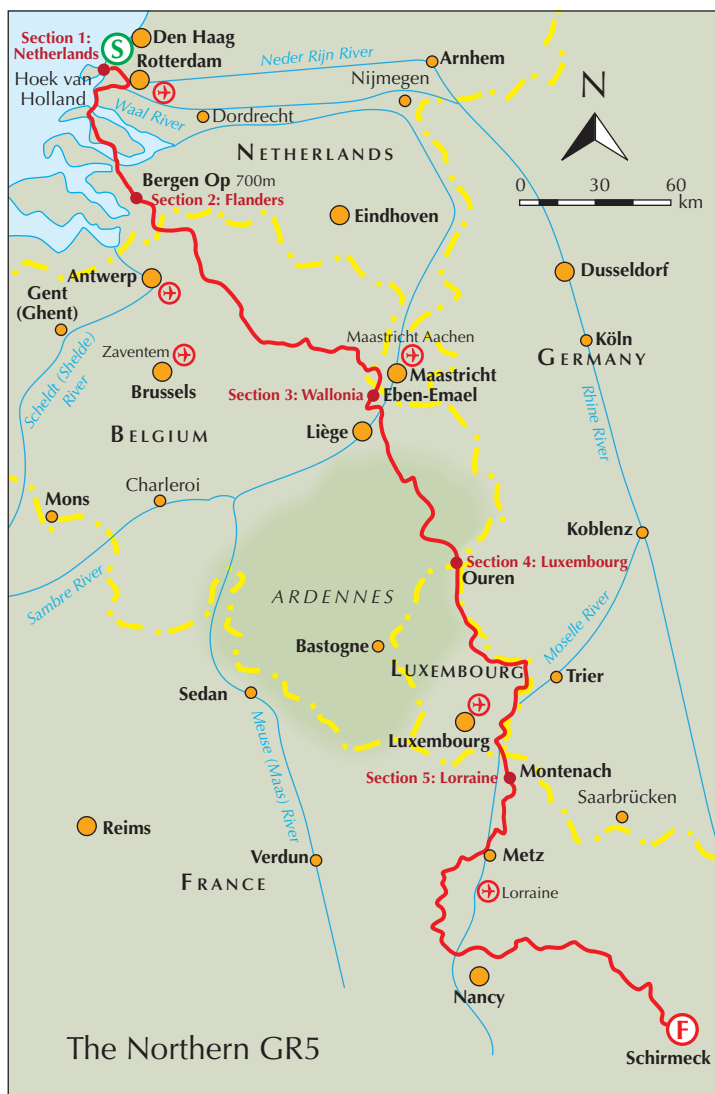 Section 1:
Netherlands
S
Den Haag
Rotterdam
Hoek van
Holland
Neder Rijn River
Arnhem
Nijmegen
Waal River
Dordrecht
N
NETHERLANDS
0 30 60
km
Bergen Op 700m
Section 2: Flanders
Eindhoven
Antwerp
Dusseldorf
Gent
(Ghent)
Zaventem
Maastricht Aachen
Köln
GERMANY
Brussels
Maastricht
Section 3: Wallonia
Eben-Emael
Scheldt (Shelde)
River
Rhine River
BELGIUM
Liège
Charleroi
Mons
Koblenz
Section 4: Luxembourg
Ouren
Sambre River
ARDENNES
Moselle River
Bastogne
LUXEMBOURG
Trier
Sedan
Luxembourg
Meuse (Maas) River
Section 5: Lorraine
Montenach
Saarbrücken
Reims
Verdun
Metz
FRANCE
Lorraine
Nancy
F
Schirmeck
The Northern GR5